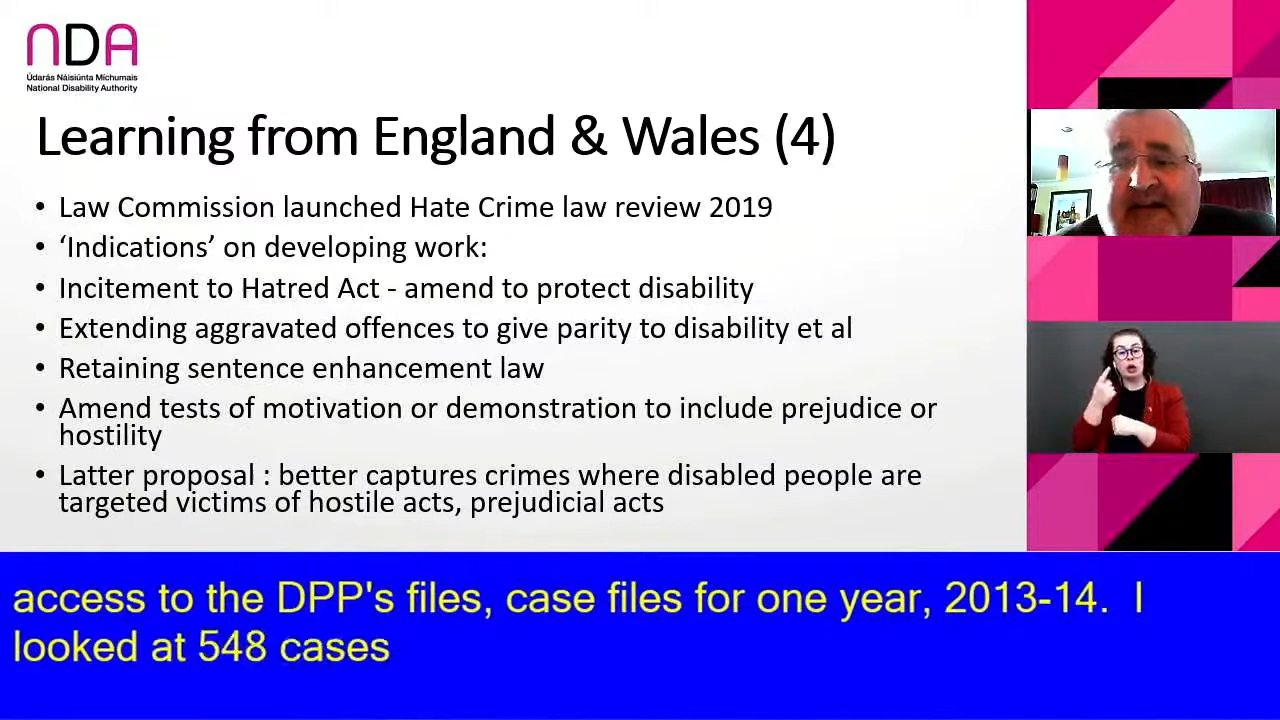 NDA
Údarás Náisiúnta Míchumais
National Disability Authority
Learning from England & Wales (4)
• Law Commission launched Hate Crime law review 2019
• ‘Indications’ on developing work:
• Incitement to Hatred Act - amend to protect disability
• Extending aggravated offences to give parity to disability et al
• Retaining sentence enhancement law
• Amend tests of motivation or demonstration to include prejudice or
hostility
• Latter proposal : better captures crimes where disabled people are
targeted victims of hostile acts, prejudicial acts
access to the DPP's files, case files for one year, 2013-14.  I
looked at 548 cases